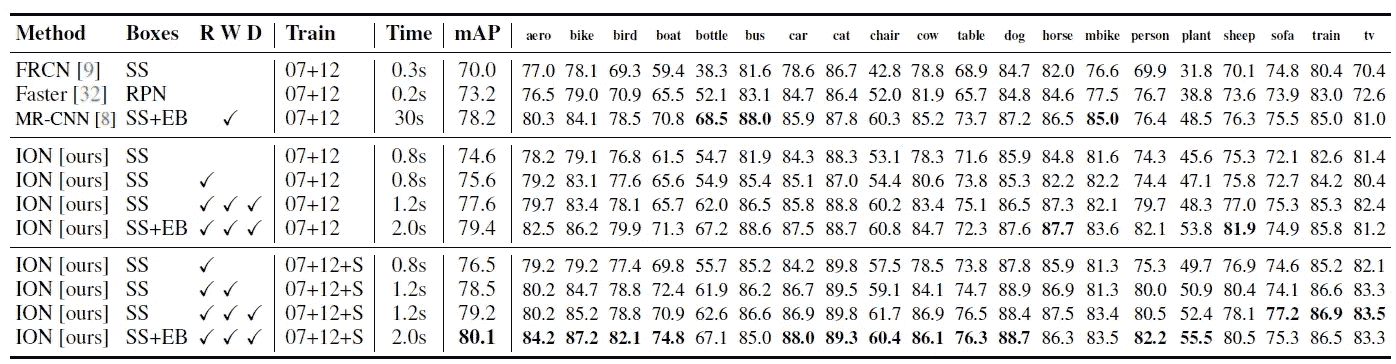 Method Boxes R W D Train Time mAP aero bike bird boat bottle bus car cat chair cow table dog horse mbike person plant sheep sofa train tv
FRCN [9] SS 07+12 0.3s 70.0 77.0 78.1 69.3 59.4 38.3 81.6 78.6 86.7 42.8 78.8 68.9 84.7 82.0 76.6 69.9 31.8 70.1 74.8 80.4 70.4
Faster [32] RPN 07+12 0.2s 73.2 76.5 79.0 70.9 65.5 52.1 83.1 84.7 86.4 52.0 81.9 65.7 84.8 84.6 77.5 76.7 38.8 73.6 73.9 83.0 72.6
MR-CNN [8] SS+EB ✓ 07+12 30s 78.2 80.3 84.1 78.5 70.8 68.5 88.0 85.9 87.8 60.3 85.2 73.7 87.2 86.5 85.0 76.4 48.5 76.3 75.5 85.0 81.0
ION [ours] SS 07+12 0.8s 74.6 78.2 79.1 76.8 61.5 54.7 81.9 84.3 88.3 53.1 78.3 71.6 85.9 84.8 81.6 74.3 45.6 75.3 72.1 82.6 81.4
ION [ours] SS ✓ 07+12 0.8s 75.6 79.2 83.1 77.6 65.6 54.9 85.4 85.1 87.0 54.4 80.6 73.8 85.3 82.2 82.2 74.4 47.1 75.8 72.7 84.2 80.4
ION [ours] SS ✓ ✓ ✓ 07+12 1.2s 77.6 79.7 83.4 78.1 65.7 62.0 86.5 85.8 88.8 60.2 83.4 75.1 86.5 87.3 82.1 79.7 48.3 77.0 75.3 85.3 82.4
ION [ours] SS+EB ✓ ✓ ✓ 07+12 2.0s 79.4 82.5 86.2 79.9 71.3 67.2 88.6 87.5 88.7 60.8 84.7 72.3 87.6 87.7 83.6 82.1 53.8 81.9 74.9 85.8 81.2
ION [ours] SS ✓ 07+12+S 0.8s 76.5 79.2 79.2 77.4 69.8 55.7 85.2 84.2 89.8 57.5 78.5 73.8 87.8 85.9 81.3 75.3 49.7 76.9 74.6 85.2 82.1
ION [ours] SS ✓ ✓ 07+12+S 1.2s 78.5 80.2 84.7 78.8 72.4 61.9 86.2 86.7 89.5 59.1 84.1 74.7 88.9 86.9 81.3 80.0 50.9 80.4 74.1 86.6 83.3
ION [ours] SS ✓ ✓ ✓ 07+12+S 1.2s 79.2 80.2 85.2 78.8 70.9 62.6 86.6 86.9 89.8 61.7 86.9 76.5 88.4 87.5 83.4 80.5 52.4 78.1 77.2 86.9 83.5
ION [ours] SS+EB ✓ ✓ ✓ 07+12+S 2.0s 80.1 84.2 87.2 82.1 74.8 67.1 85.0 88.0 89.3 60.4 86.1 76.3 88.7 86.3 83.5 82.2 55.5 80.5 75.3 86.5 83.3